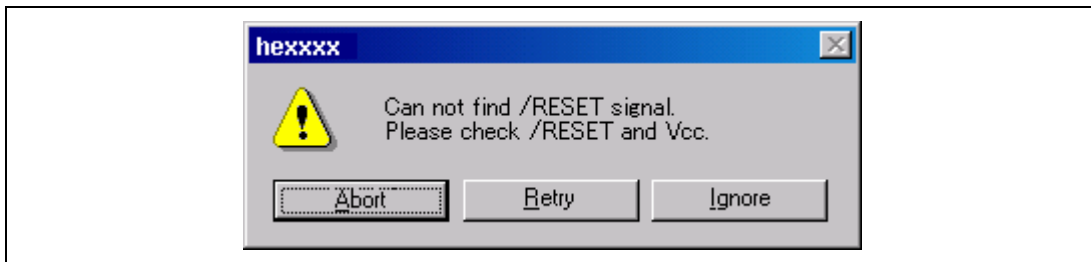 hexxxx
Can not find /RESET signal.
Please check /RESET and Vcc.
Abort
Retry
Ignore